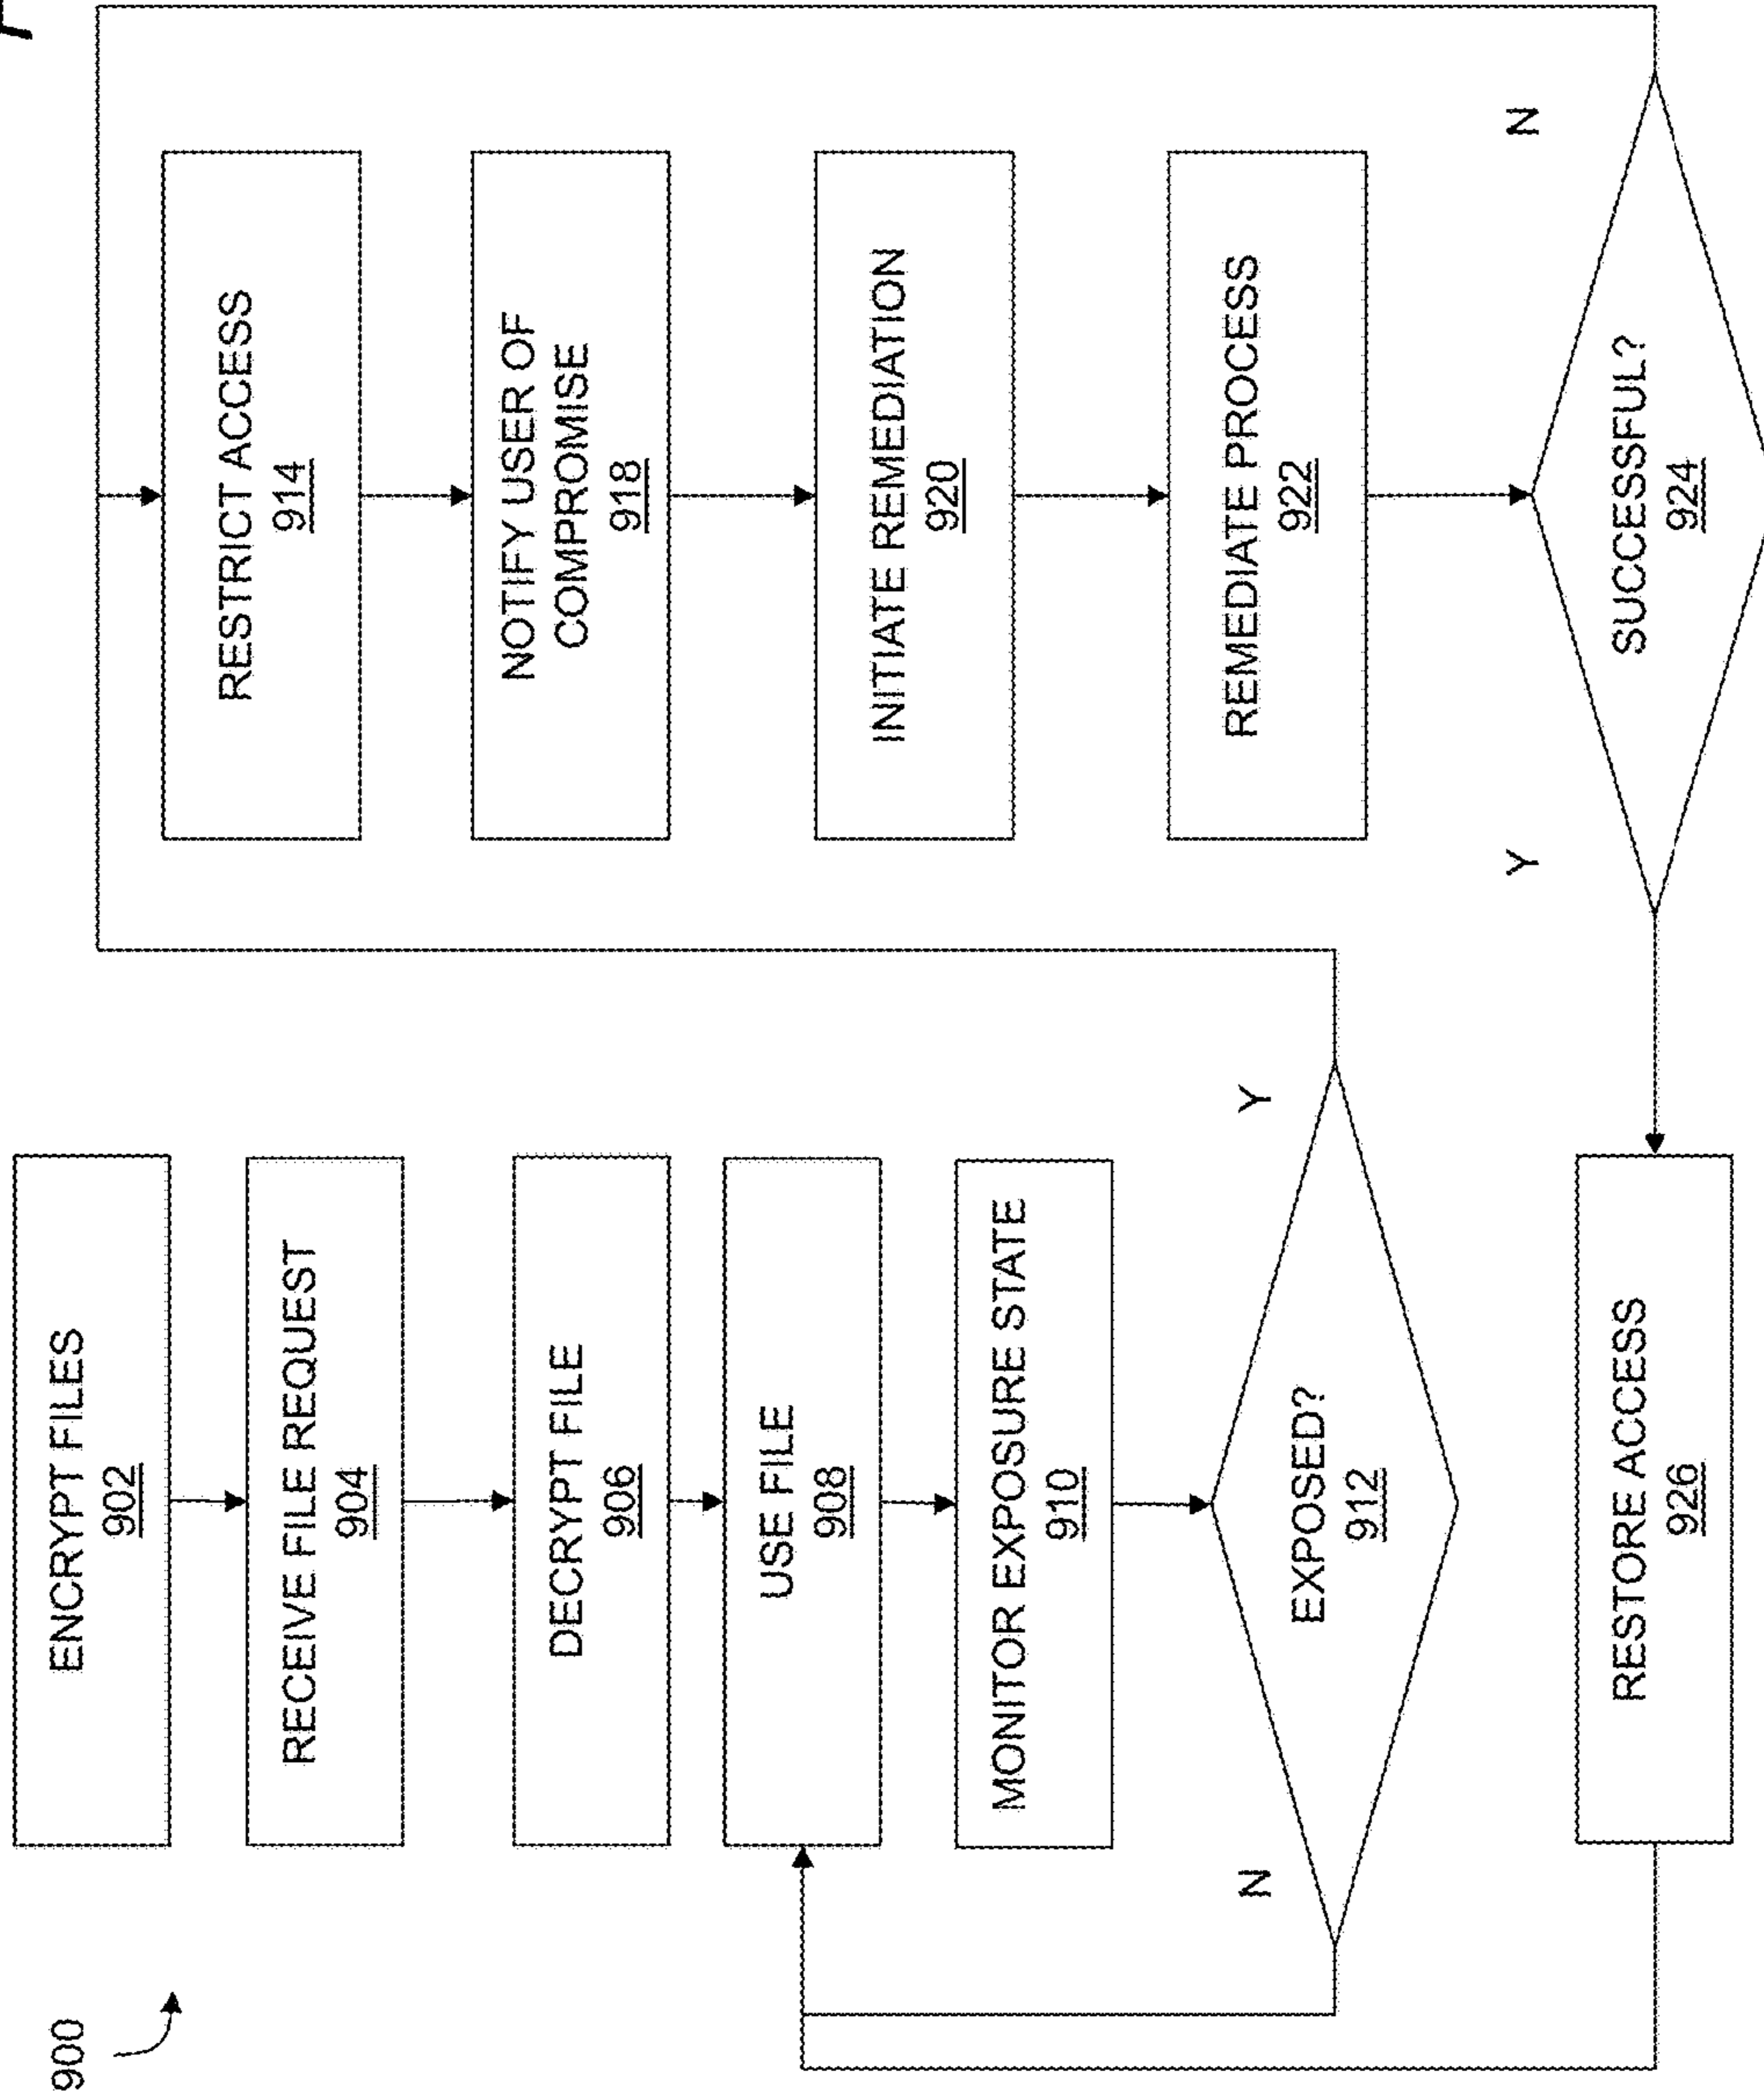 900
ENCRYPT FILES
902
RECEIVE FILE REQUEST
904
DECRYPT FILE
906
USE FILE
908
MONITOR EXPOSURE STATE
910
EXPOSED?
912
N
Y
RESTRICT ACCESS
914
NOTIFY USER OF
COMPROMISE
918
INITIATE REMEDIATION
920
REMEDIATE PROCESS
922
SUCCESSFUL?
924
Y
N
RESTORE ACCESS
926